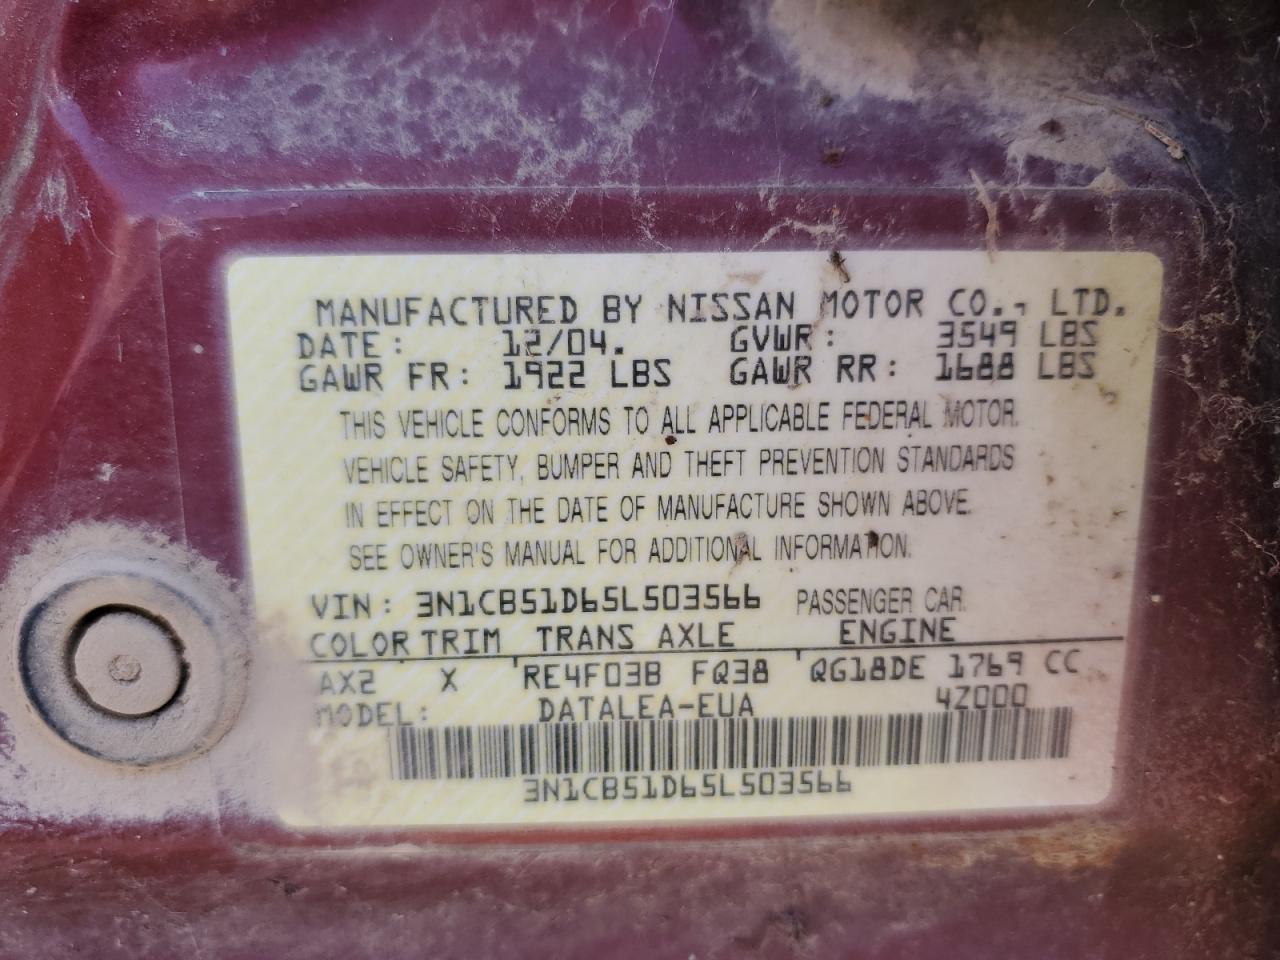 MANUFACTURED BY NISSAN MOTOR CO., LTD.
DATE: 12/04. GVWR: 3549 LBS
GAWR FR: 1922 LBS GAWR RR: 1688 LBS
THIS VEHICLE CONFORMS TO ALL APPLICABLE FEDERAL MOTOR.
VEHICLE SAFETY, BUMPER AND THEFT PREVENTION STANDARDS
IN EFFECT ON THE DATE OF MANUFACTURE SHOWN ABOVE.
SEE OWNER'S MANUAL FOR ADDITIONAL INFORMATION.
VIN: 3N1CB51D65L503566 PASSENGER CAR.
COLOR TRIM TRANS AXLE ENGINE
AX2 X RE4F03B FQ38 QG18DE 1769 CC
MODEL: DATALEA-EUA 4Z000
3N1CB51D65L503566